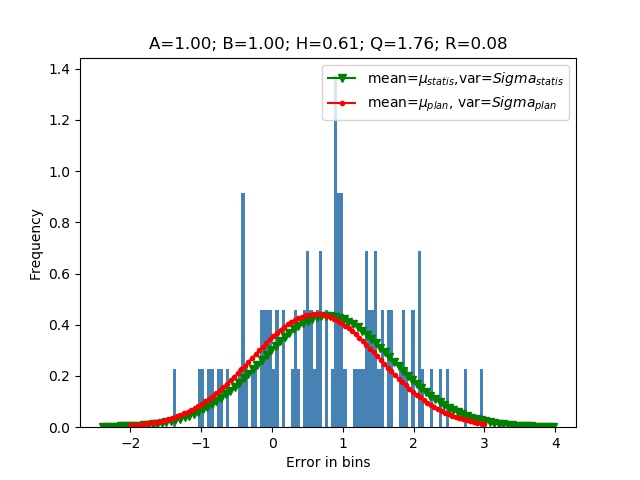 A=1.00; B=1.00; H=0.61; Q=1.76; R=0.08
mean=μstatis,var=Sigmastatis
mean=μplan, var=Sigmaplan
1.4
1.2
1.0
0.8
0.6
0.4
0.2
0.0
Frequency
−2 −1 0 1 2 3 4
Error in bins